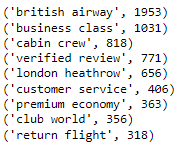 ('british airway', 1953)
('business class', 1031)
('cabin crew', 818)
('verified review', 771)
('london heathrow', 656)
('customer service', 406)
('premium economy', 363)
('club world', 356)
('return flight', 318)